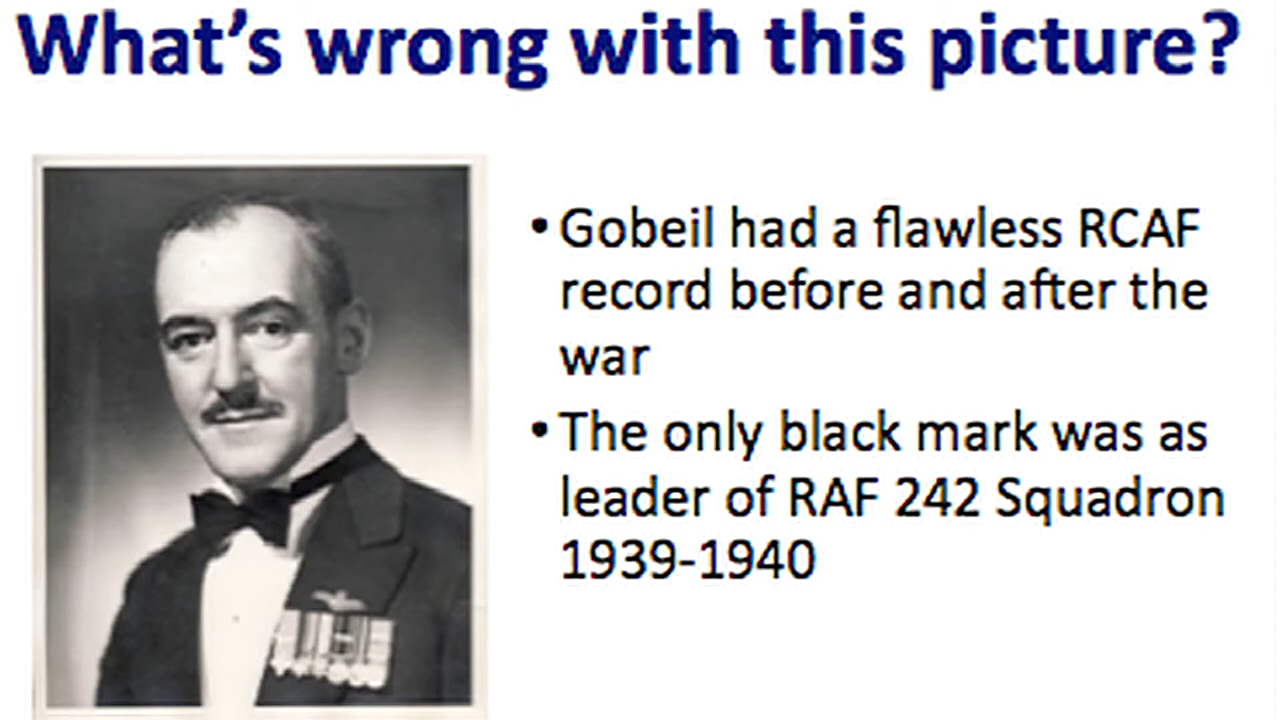 What's wrong with this picture?
• Gobeil had a flawless RCAF
record before and after the
war
• The only black mark was as
leader of RAF 242 Squadron
1939-1940